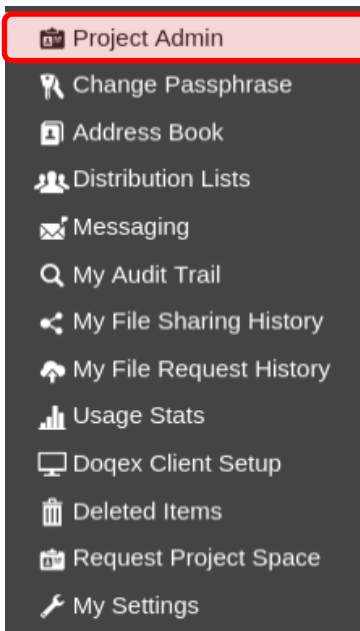 Project Admin
Change Passphrase
Address Book
Distribution Lists
Messaging
My Audit Trail
My File Sharing History
My File Request History
Usage Stats
Doqex Client Setup
Deleted Items
Request Project Space
My Settings